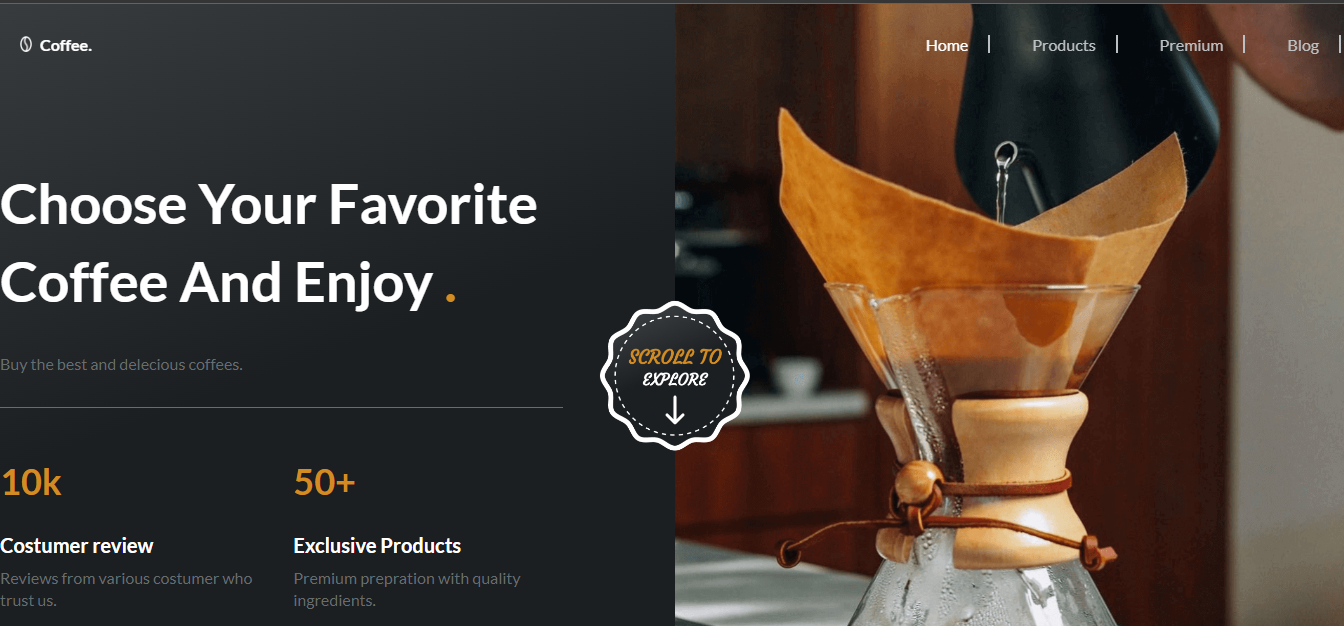 Coffee.
Home
Products
Premium
Blog
Choose Your Favorite
Coffee And Enjoy .
Buy the best and delecious coffees.
SCROLL TO
EXPLORE
10k
50+
Costumer review
Exclusive Products
Reviews from various costumer who
trust us.
Premium prepration with quality
ingredients.